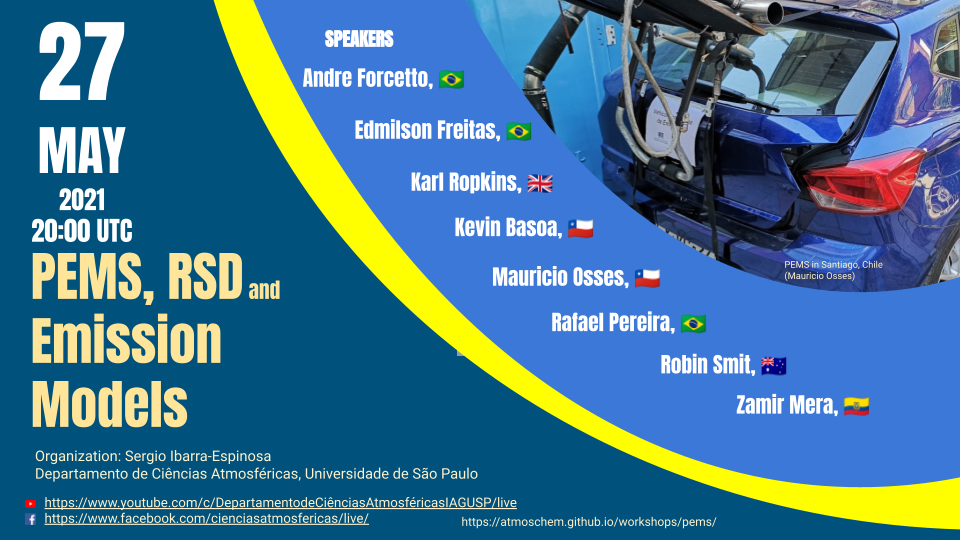 27
MAY
2021
20:00 UTC
PEMS, RSD and
Emission
Models
Organization: Sergio Ibarra-Espinosa
Departamento de Ciências Atmosféricas, Universidade de São Paulo
https://www.youtube.com/c/DepartamentodeCiênciasAtmosféricasIAGUSP/live
https://www.facebook.com/cienciasatmosfericas/live/
https://atmoschem.github.io/workshops/pems/
SPEAKERS
Andre Forcetto,
Edmilson Freitas,
Karl Ropkins,
Kevin Basoa,
Mauricio Osses,
Rafael Pereira,
Robin Smit,
Zamir Mera,
PEMS in Santiago, Chile
(Mauricio Osses)